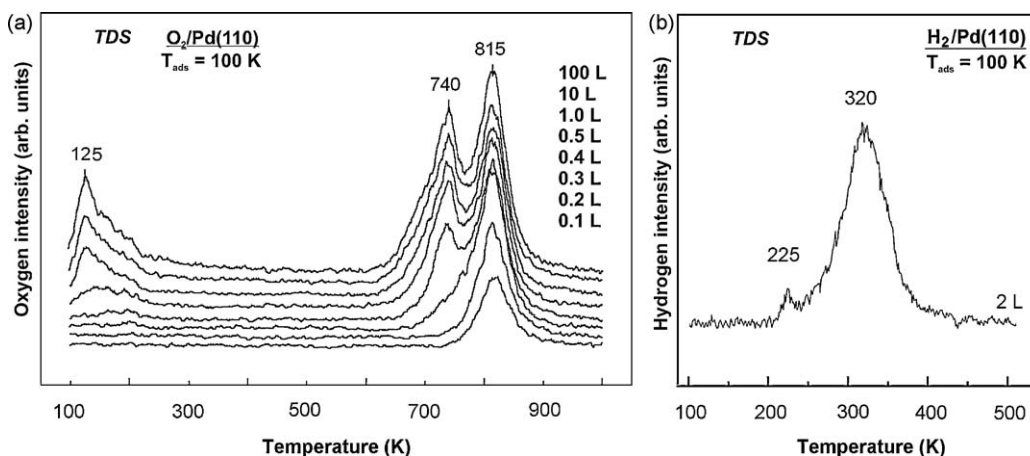 (a)
TDS
O₂/Pd(110)
T_ads = 100 K
125
740
815
100 L
10 L
1.0 L
0.5 L
0.4 L
0.3 L
0.2 L
0.1 L
Oxygen intensity (arb. units)
100 300 500 700 900
Temperature (K)
(b)
TDS
H₂/Pd(110)
T_ads = 100 K
320
225
2 L
Hydrogen intensity (arb. units)
100 200 300 400 500
Temperature (K)